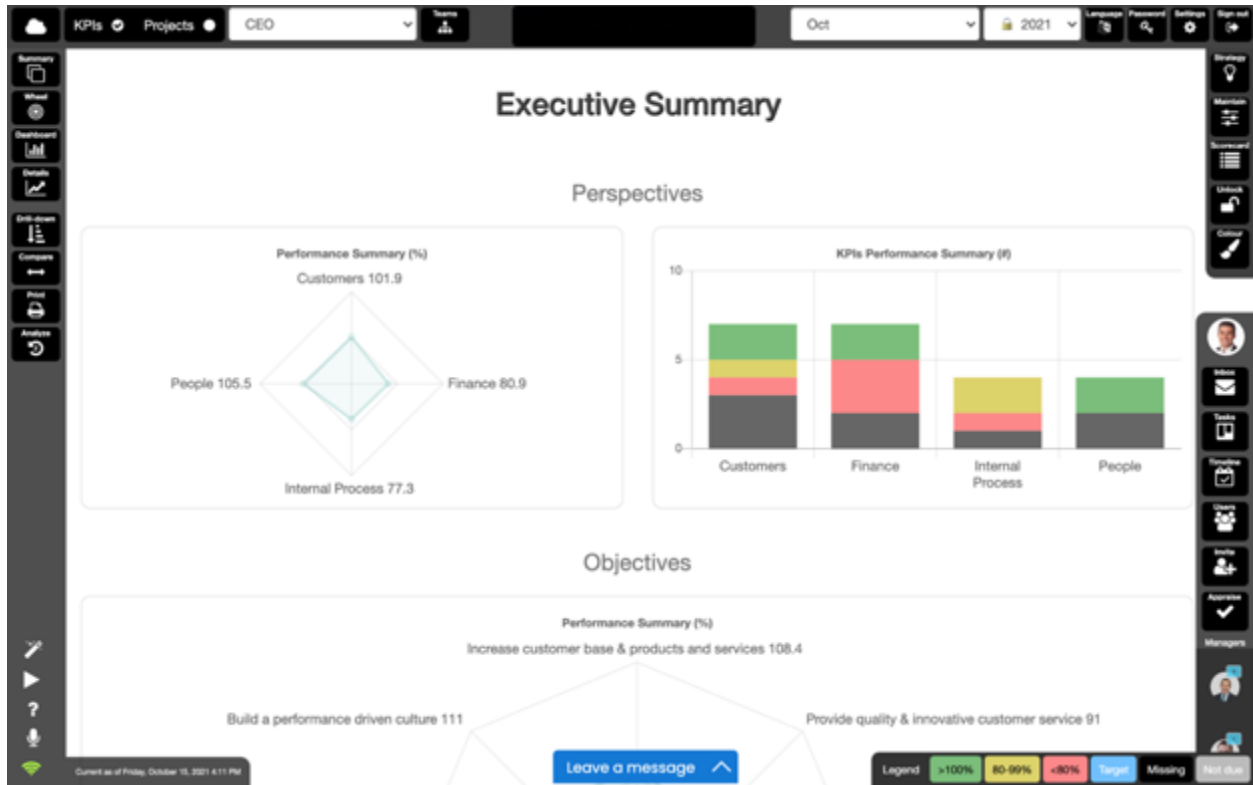 KPIs Projects CEO Teams Oct 2021 Language Password Settings Sign out
Summary
Wheel
Dashboard
Details
Drill-down
Compare
Print
Analyze
Executive Summary
Perspectives
Performance Summary (%)
Customers 101.9
People 105.5
Finance 80.9
Internal Process 77.3
KPIs Performance Summary (#)
10
5
0
Customers
Finance
Internal
Process
People
Objectives
Performance Summary (%)
Increase customer base & products and services 108.4
Build a performance driven culture 111
Provide quality & innovative customer service 91
Strategy
Maintain
Scorecard
Unlock
Colour
Inbox
Tasks
Timeline
Users
Invite
Appraise
Managers
?
Current as of Friday, October 15, 2021 4:11 PM
Leave a message
Legend >100% 80-99% <80% Target Missing Not due